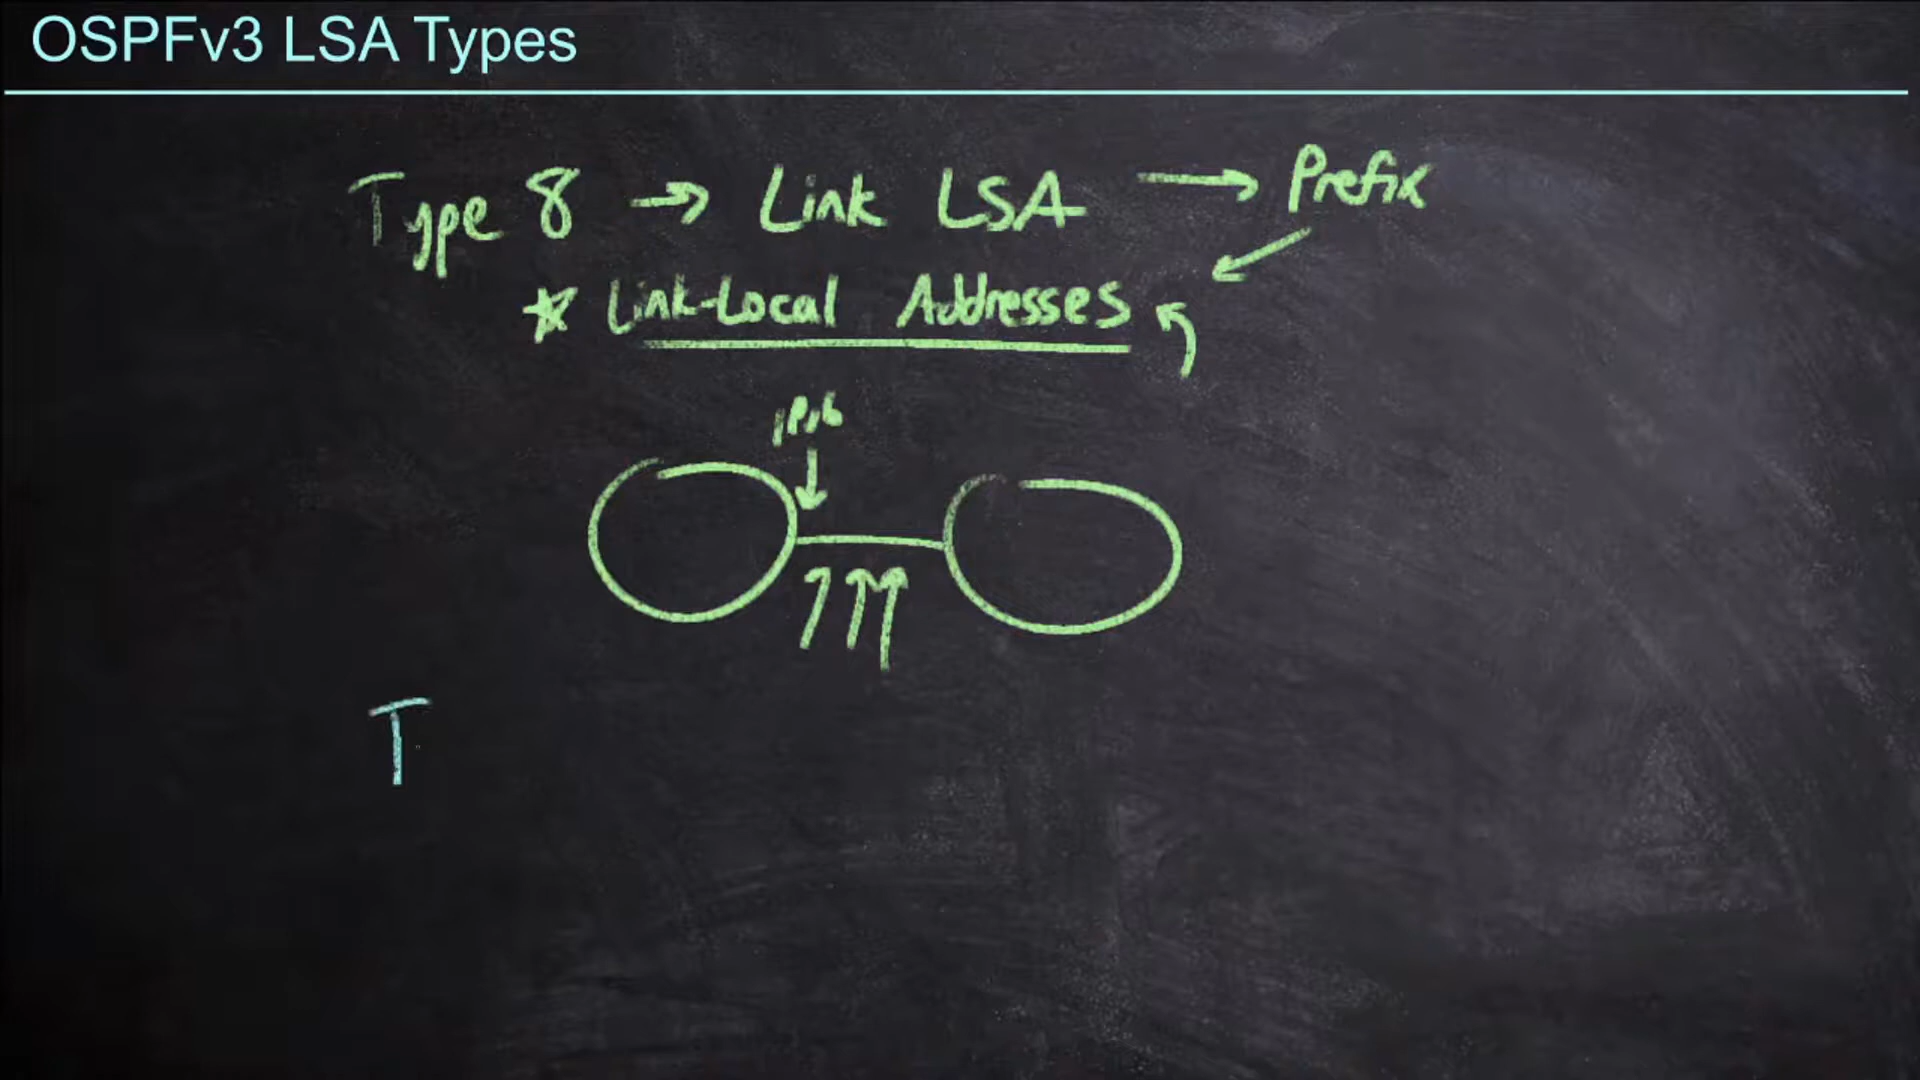 OSPFv3 LSA Types
Type 8 → Link LSA → Prefix
★ Link-Local Addresses
IPv6
T